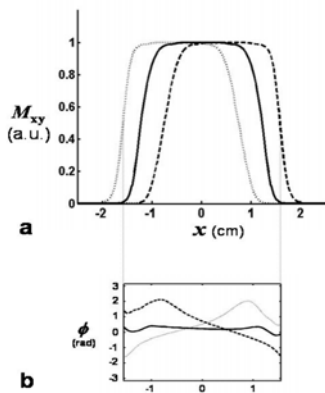 1
0.8
0.6
0.4
0.2
0
Mxy
(a.u.)
-2 -1 0 1 2
a
x (cm)
3
2
1
0
-1
-2
-3
ϕ
(rad)
-1 0 1
b